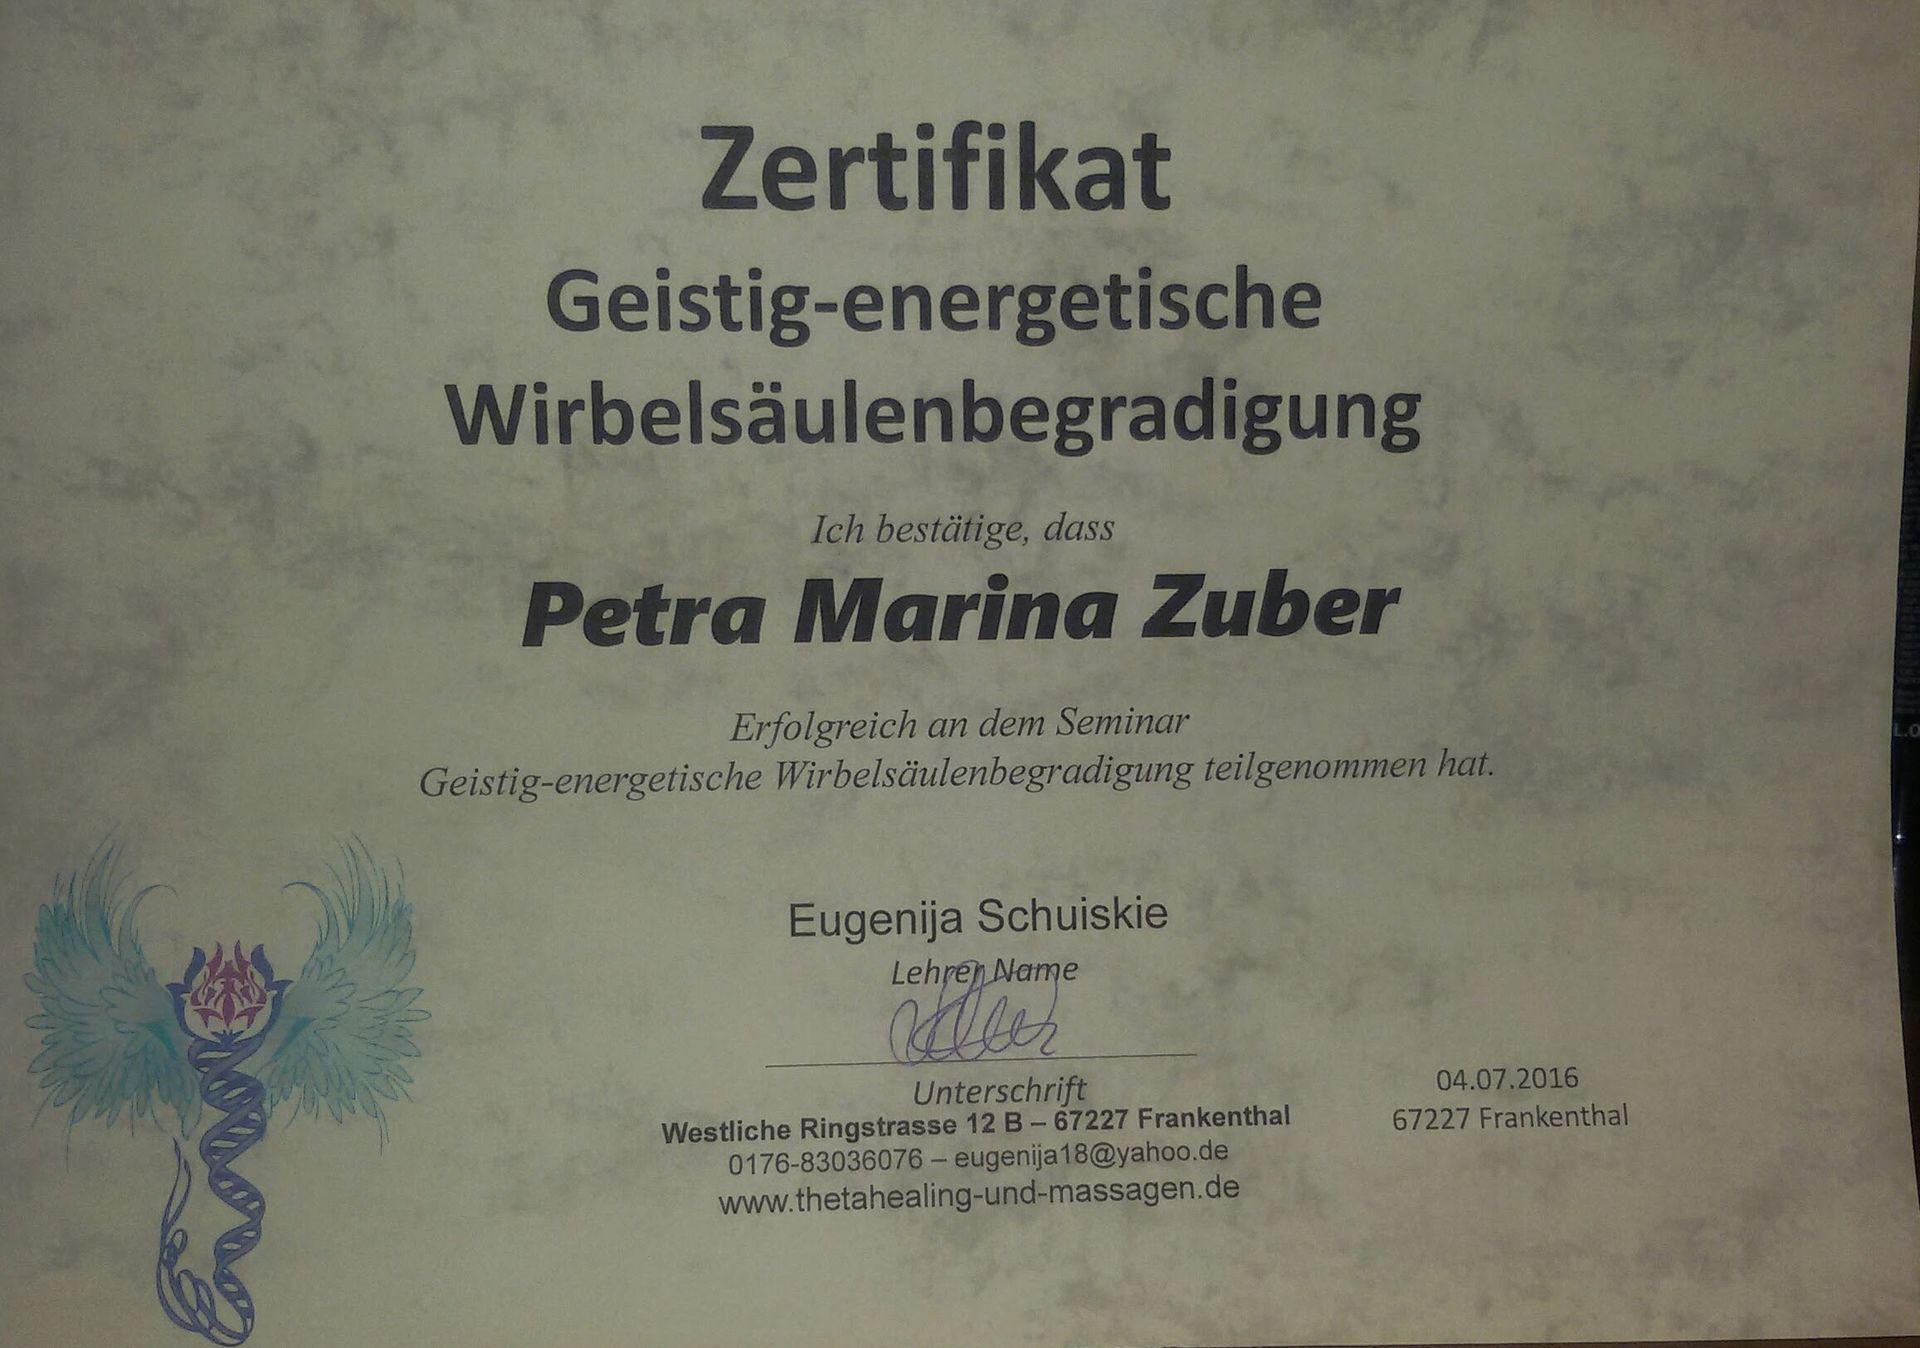 Zertifikat
Geistig-energetische
Wirbelsäulenbegradigung
Ich bestätige, dass
Petra Marina Zuber
Erfolgreich an dem Seminar
Geistig-energetische Wirbelsäulenbegradigung teilgenommen hat.
Eugenija Schuiskie
Lehrer Name
Unterschrift
Westliche Ringstrasse 12 B – 67227 Frankenthal
0176-83036076 – eugenija18@yahoo.de
www.thetahealing-und-massagen.de
04.07.2016
67227 Frankenthal